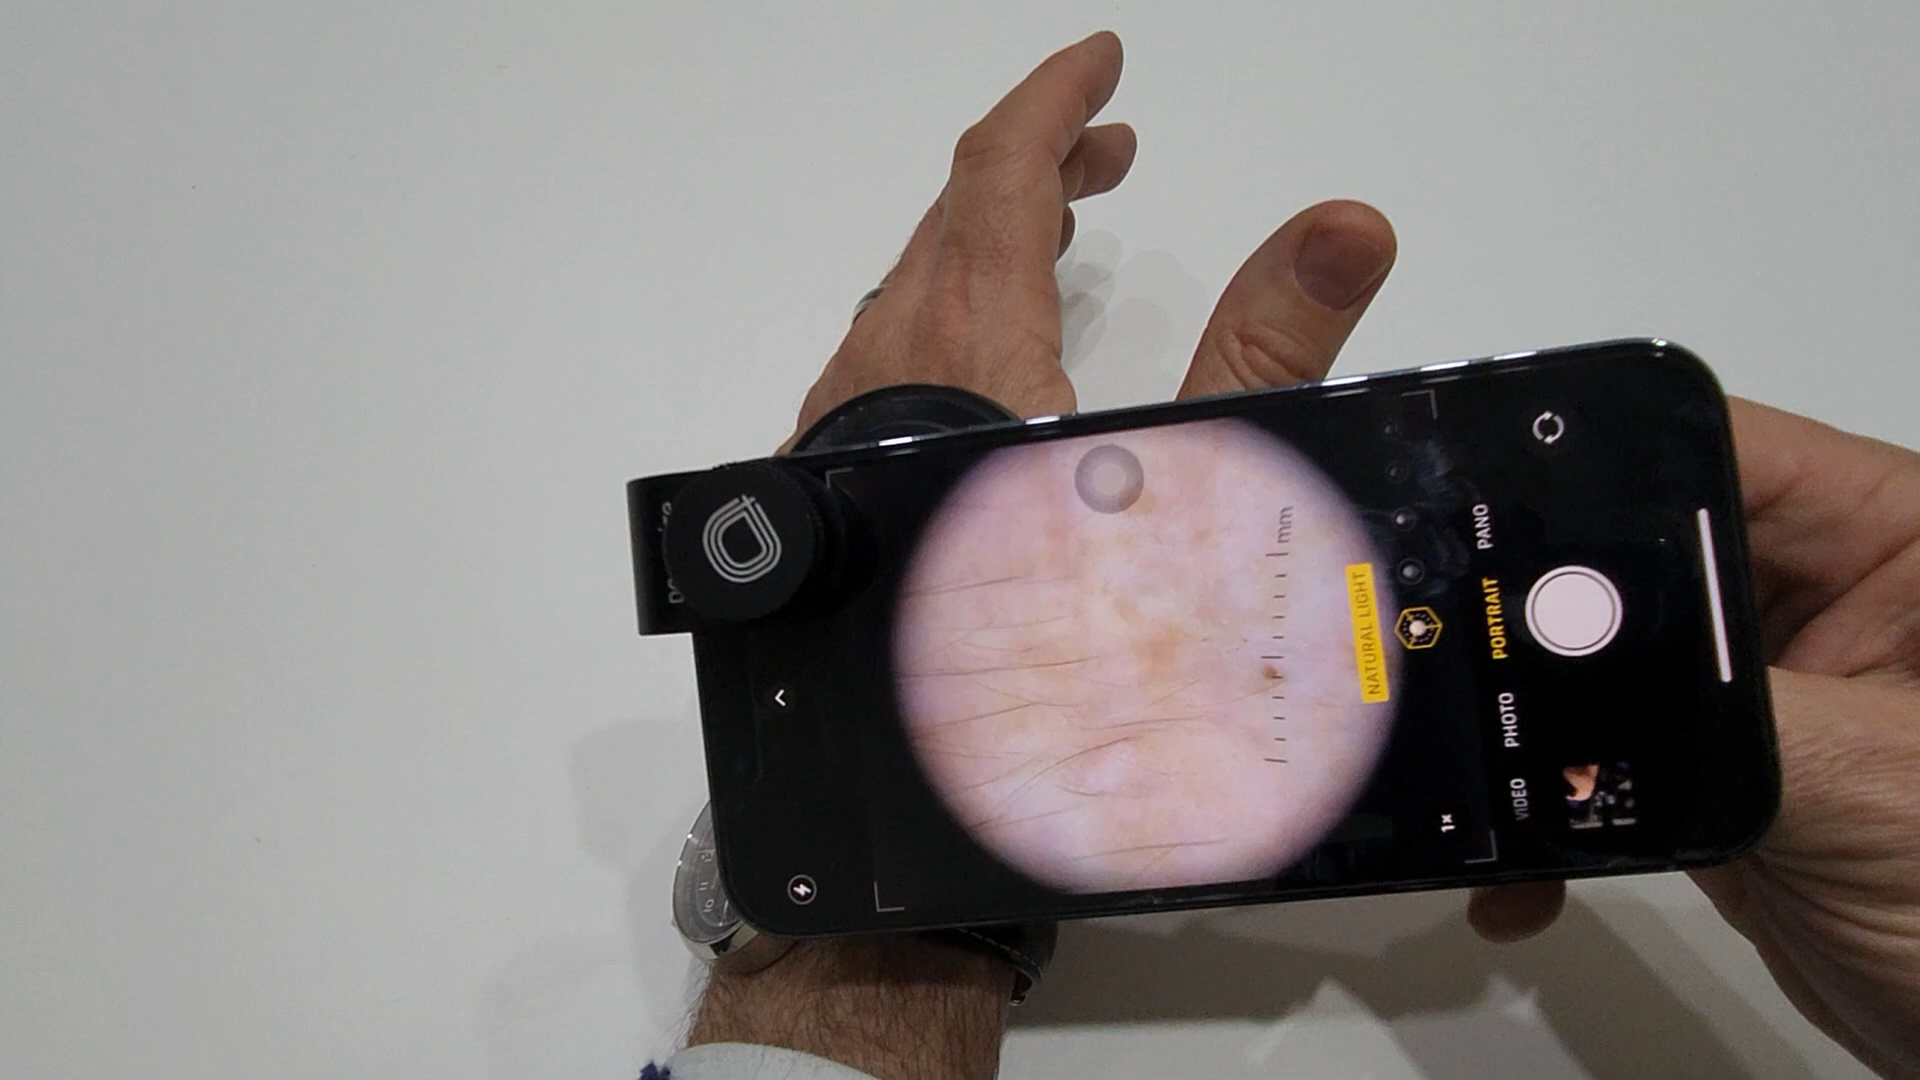 mm
NATURAL LIGHT
VIDEO
PHOTO
PORTRAIT
PANO
1×